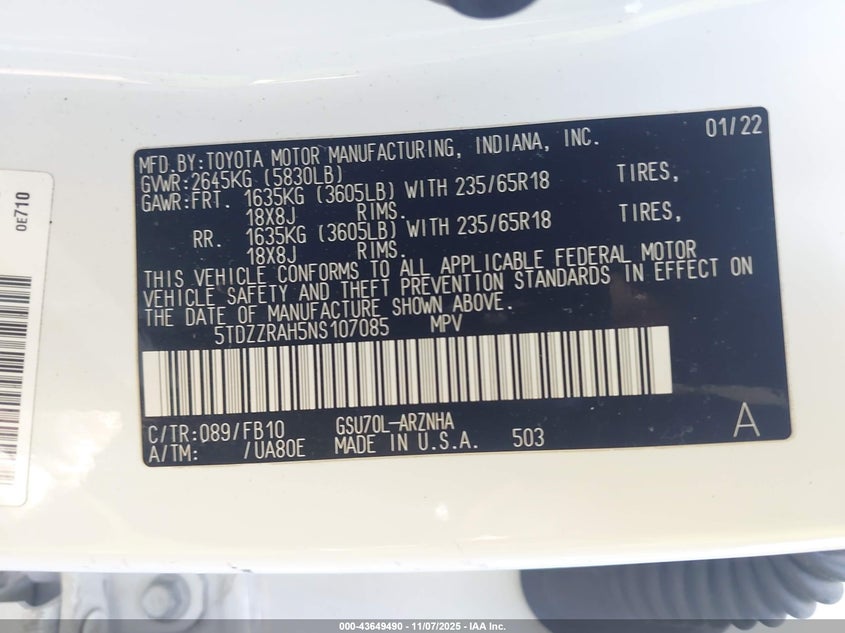 01/22
MFD BY:TOYOTA MOTOR MANUFACTURING, INDIANA, INC.
GVWR:2645KG (5830LB)
GAWR:FRT. 1635KG (3605LB) WITH 235/65R18 TIRES,
18X8J RIMS.
RR. 1635KG (3605LB) WITH 235/65R18 TIRES,
18X8J RIMS.
THIS VEHICLE CONFORMS TO ALL APPLICABLE FEDERAL MOTOR
VEHICLE SAFETY AND THEFT PREVENTION STANDARDS IN EFFECT ON
THE DATE OF MANUFACTURE SHOWN ABOVE.
5TDZZRAH5NS107085 MPV
C/TR:089/FB10 GSU70L-ARZNHA
A/TM: /UA80E MADE IN U.S.A. 503 A
0E710
000-43649490 — 11/07/2025 — IAA Inc.